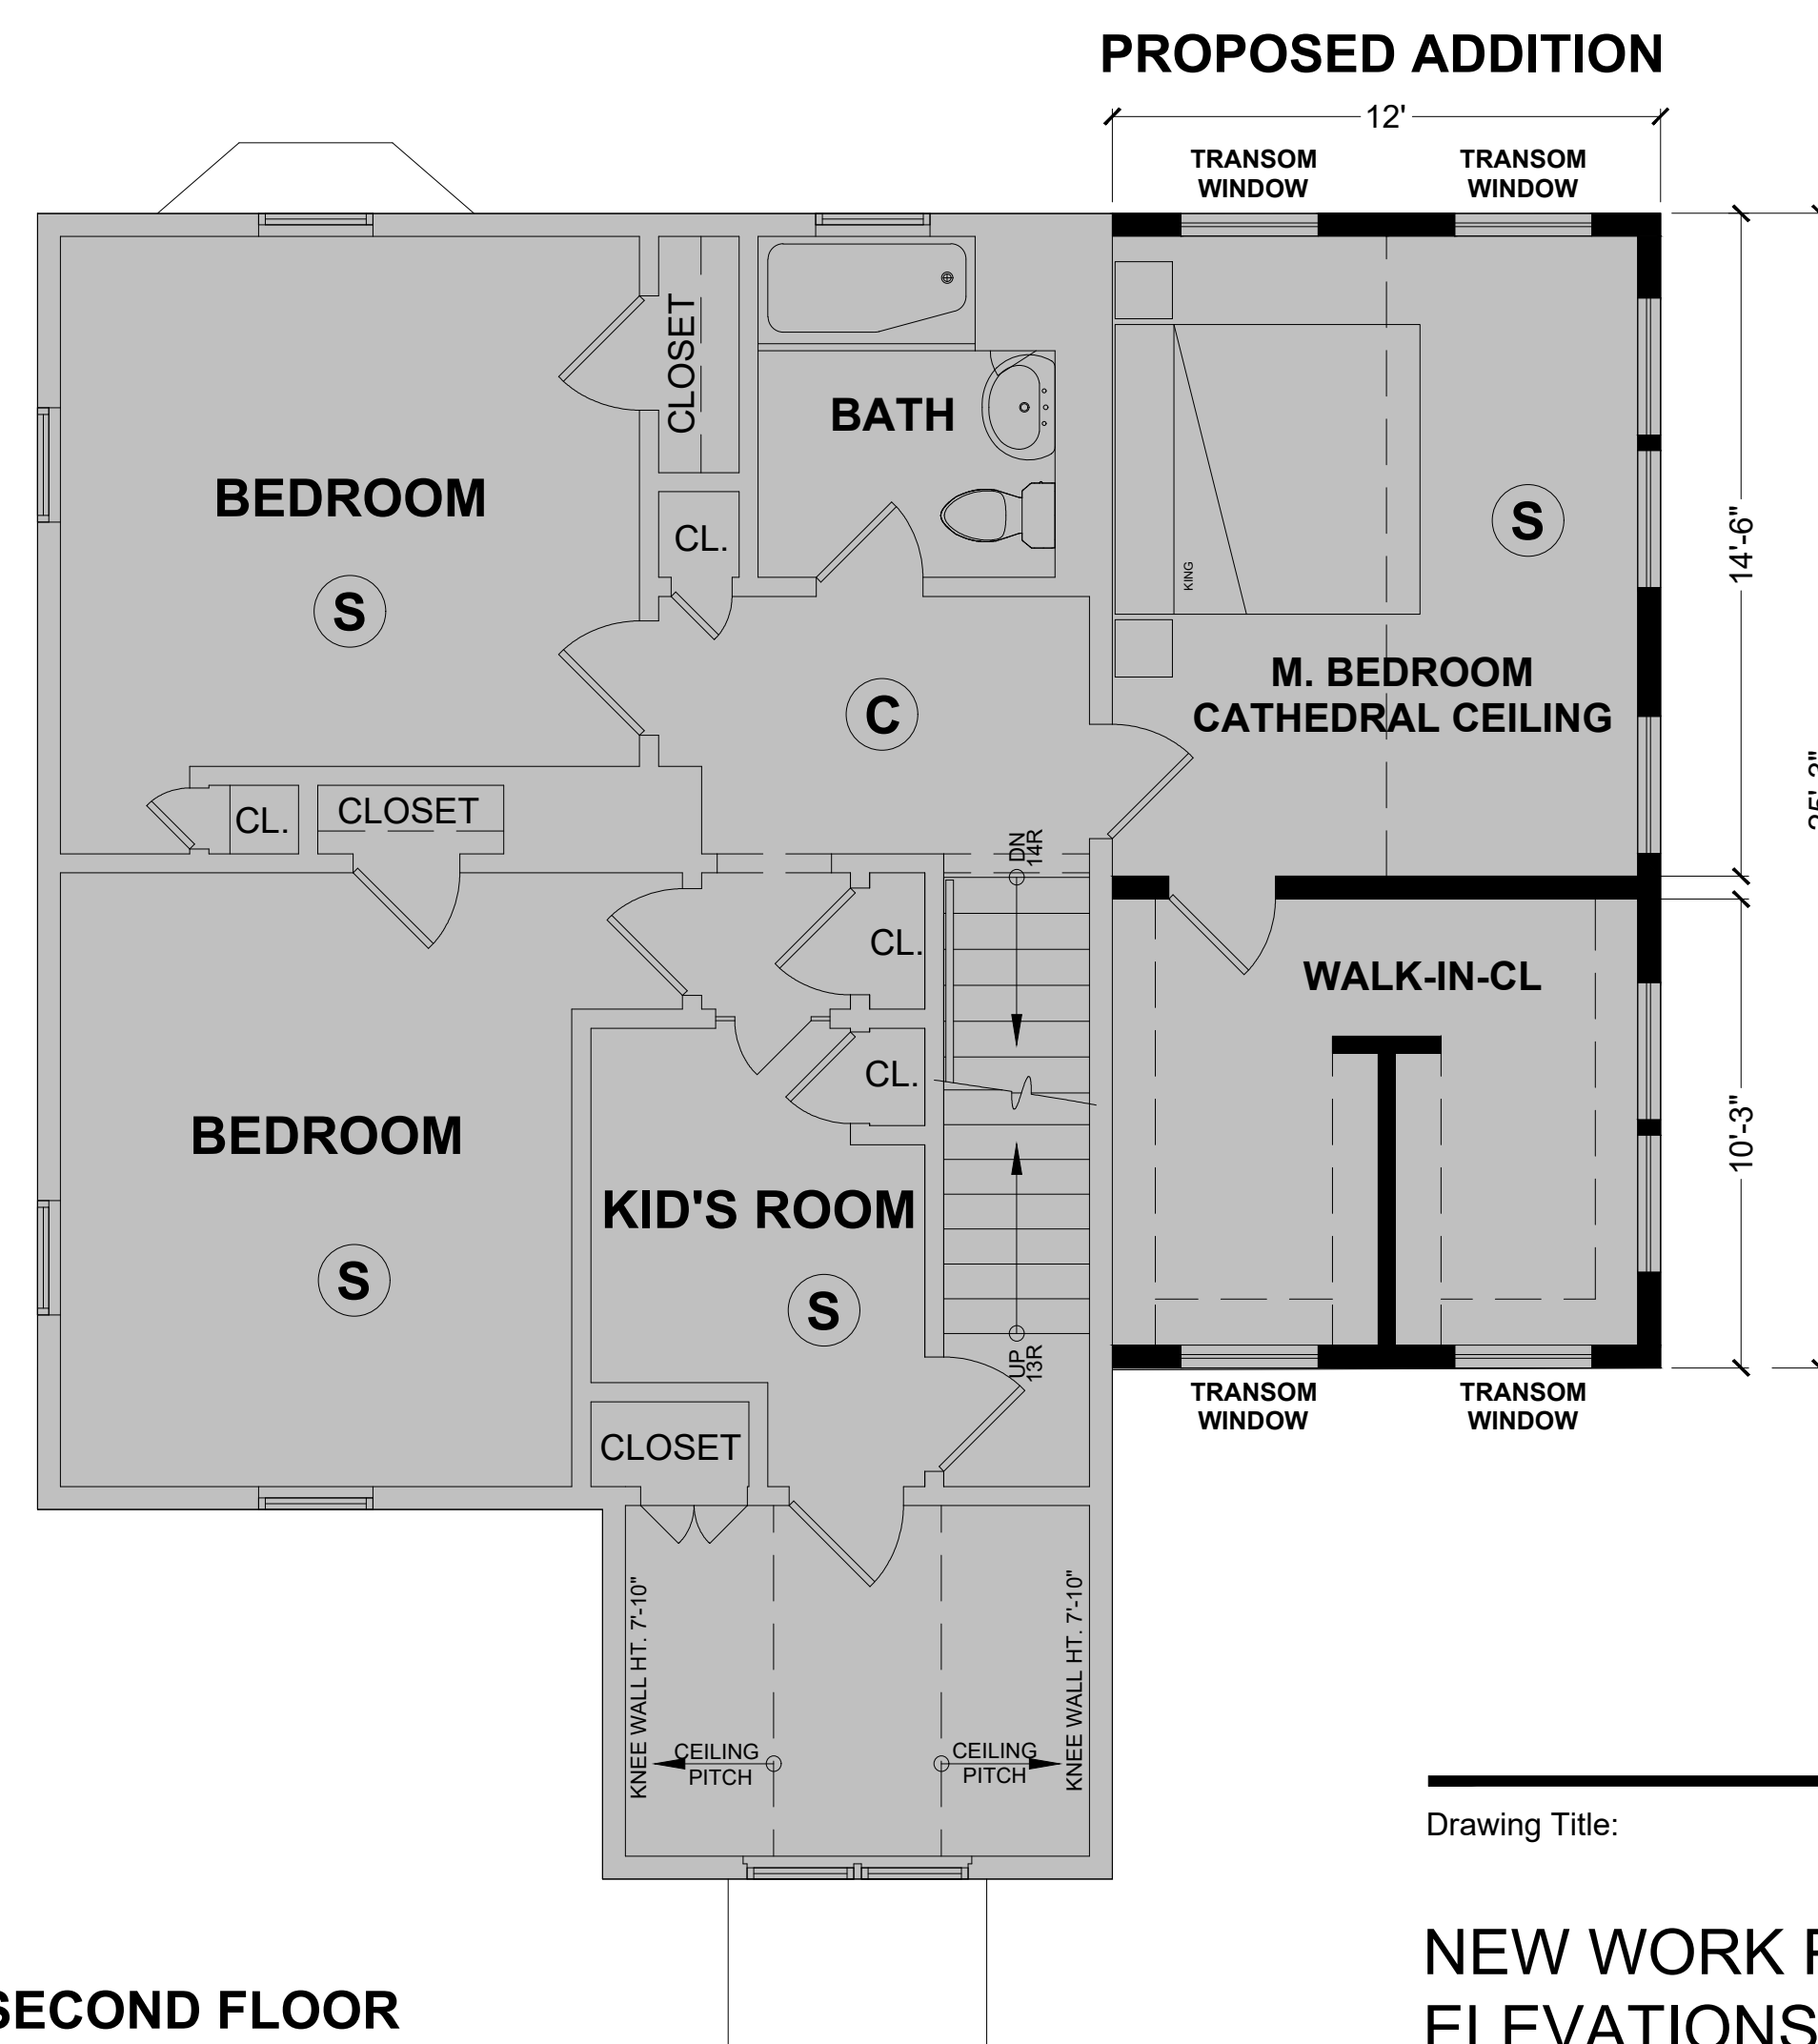 PROPOSED ADDITION
12'
TRANSOM
WINDOW
TRANSOM
WINDOW
CLOSET
BATH
BEDROOM
S
CL.
KING
S
14'-6"
M. BEDROOM
CATHEDRAL CEILING
C
S
CL.
CLOSET
DN
14R
CL.
WALK-IN-CL
CL.
BEDROOM
10'-3"
KID'S ROOM
S
S
UP
13R
TRANSOM
WINDOW
TRANSOM
WINDOW
CLOSET
KNEE WALL HT. 7'-10"
KNEE WALL HT. 7'-10"
CEILING
PITCH
CEILING
PITCH
Drawing Title:
NEW WORK
ELEVATIONS
SECOND FLOOR